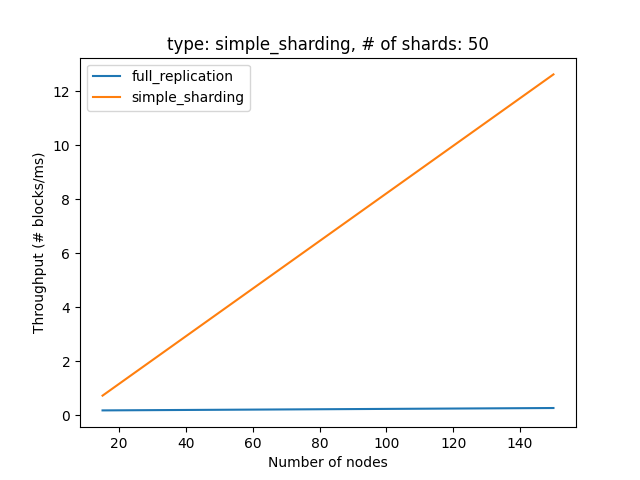 type: simple_sharding, # of shards: 50
full_replication
simple_sharding
Throughput (# blocks/ms)
12
10
8
6
4
2
0
20 40 60 80 100 120 140
Number of nodes